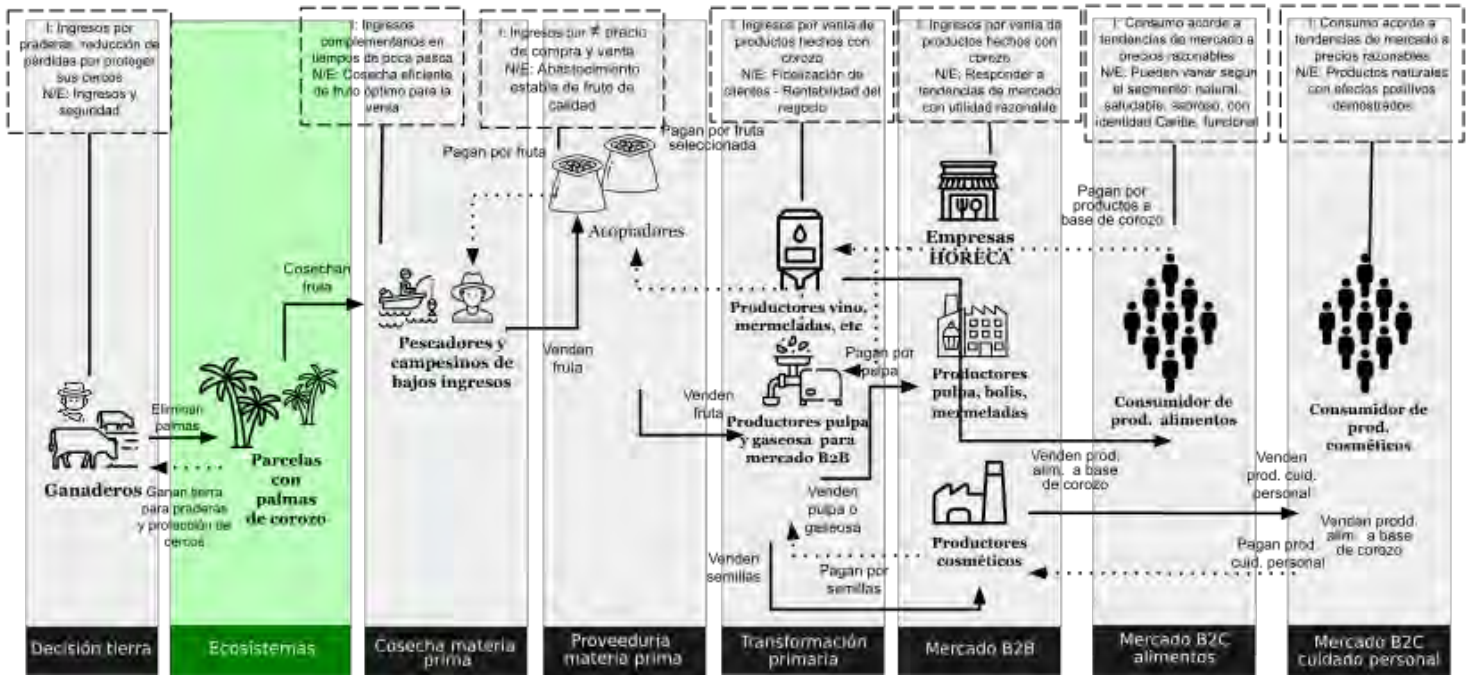 I: Ingresos por
praderas, reducción de
pérdidas por proteger
sus cercos
N/E: Ingresos y
seguridad
I: Ingresos
complementarios en
tiempos de poca pesca
N/E: Cosecha eficiente
de fruto óptimo para la
venta
I: Ingresos por ≠ precio
de compra y venta
N/E: Abastecimiento
estable de fruto de
calidad
I: Ingresos por venta de
productos hechos con
corozo
N/E: Fidelización de
clientes - Rentabilidad del
negocio
I: Ingresos por venta de
productos hechos con
corozo
N/E: Responder a
tendencias de mercado
con utilidad razonable
I: Consumo acorde a
tendencias de mercado a
precios razonables
N/E: Pueden variar según
el segmento: natural,
saludable, sabroso, con
identidad Caribe, funcional
I: Consumo acorde a
tendencias de mercado a
precios razonables
N/E: Productos naturales
con efectos positivos
demostrados
Pagan por fruta
Pagan por fruta
seleccionada
Pagan por
productos a
base de corozo
Acopiadores
Empresas
HORECA
Cosechan
fruta
Productores vino,
mermeladas, etc
Pescadores y
campesinos de
bajos ingresos
Venden
fruta
Pagan por
pulpa
Productores
pulpa, bolis,
mermeladas
Consumidor de
prod. alimentos
Consumidor de
prod.
cosméticos
Eliminan
palmas
Venden
fruta
Productores pulpa
y gaseosa para
mercado B2B
Ganaderos
Parcelas
con
palmas
de corozo
Ganan tierra
para praderas
y protección de
cercos
Venden prod.
alim. a base
de corozo
Venden
prod. cuid.
personal
Venden
pulpa o
gaseosa
Productores
cosméticos
Vendan prodd.
alim. a base
de corozo
Pagan prod.
cuid. personal
Venden
semillas
Pagan por
semillas
Decisión tierra
Ecosistemas
Cosecha materia
prima
Proveeduría
materia prima
Transformación
primaria
Mercado B2B
Mercado B2C
alimentos
Mercado B2C
cuidado personal